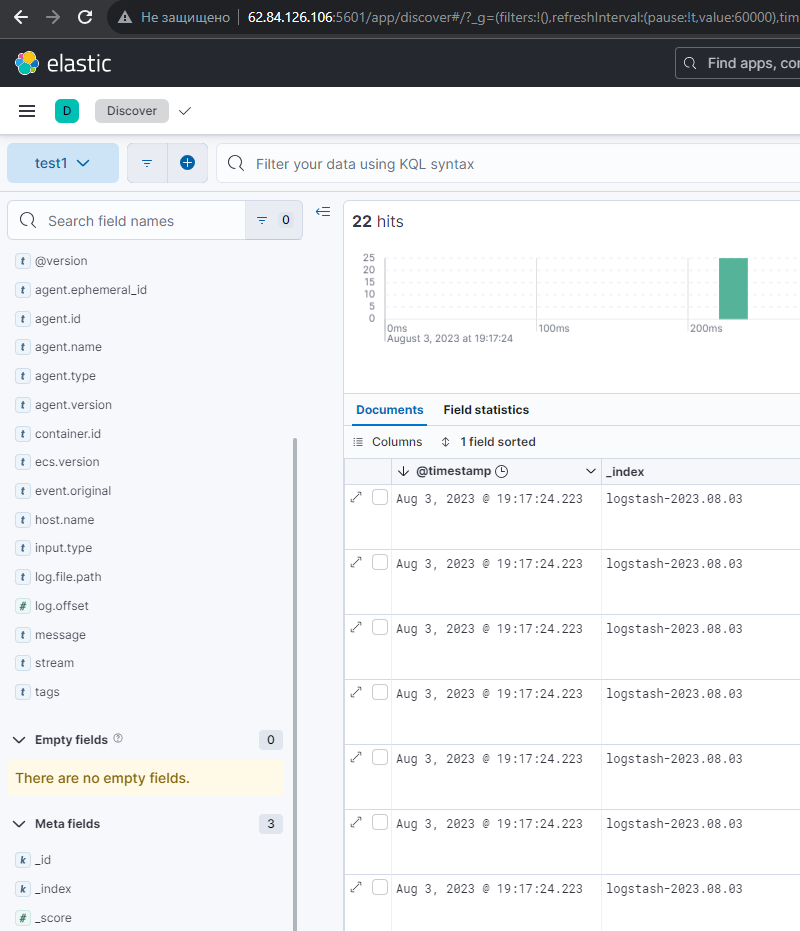 Не защищено 62.84.126.106:5601/app/discover#/?_g=(filters:!(),refreshInterval:(pause:!t,value:60000),tim
elastic
Find apps, con
D Discover
test1 Filter your data using KQL syntax
Search field names 0
@version
agent.ephemeral_id
agent.id
agent.name
agent.type
agent.version
container.id
ecs.version
event.original
host.name
input.type
log.file.path
log.offset
message
stream
tags
Empty fields 0
There are no empty fields.
Meta fields 3
_id
_index
_score
22 hits
25
20
15
10
5
0
0ms 100ms 200ms
August 3, 2023 at 19:17:24
Documents Field statistics
Columns 1 field sorted
@timestamp _index
Aug 3, 2023 @ 19:17:24.223 logstash-2023.08.03
Aug 3, 2023 @ 19:17:24.223 logstash-2023.08.03
Aug 3, 2023 @ 19:17:24.223 logstash-2023.08.03
Aug 3, 2023 @ 19:17:24.223 logstash-2023.08.03
Aug 3, 2023 @ 19:17:24.223 logstash-2023.08.03
Aug 3, 2023 @ 19:17:24.223 logstash-2023.08.03
Aug 3, 2023 @ 19:17:24.223 logstash-2023.08.03